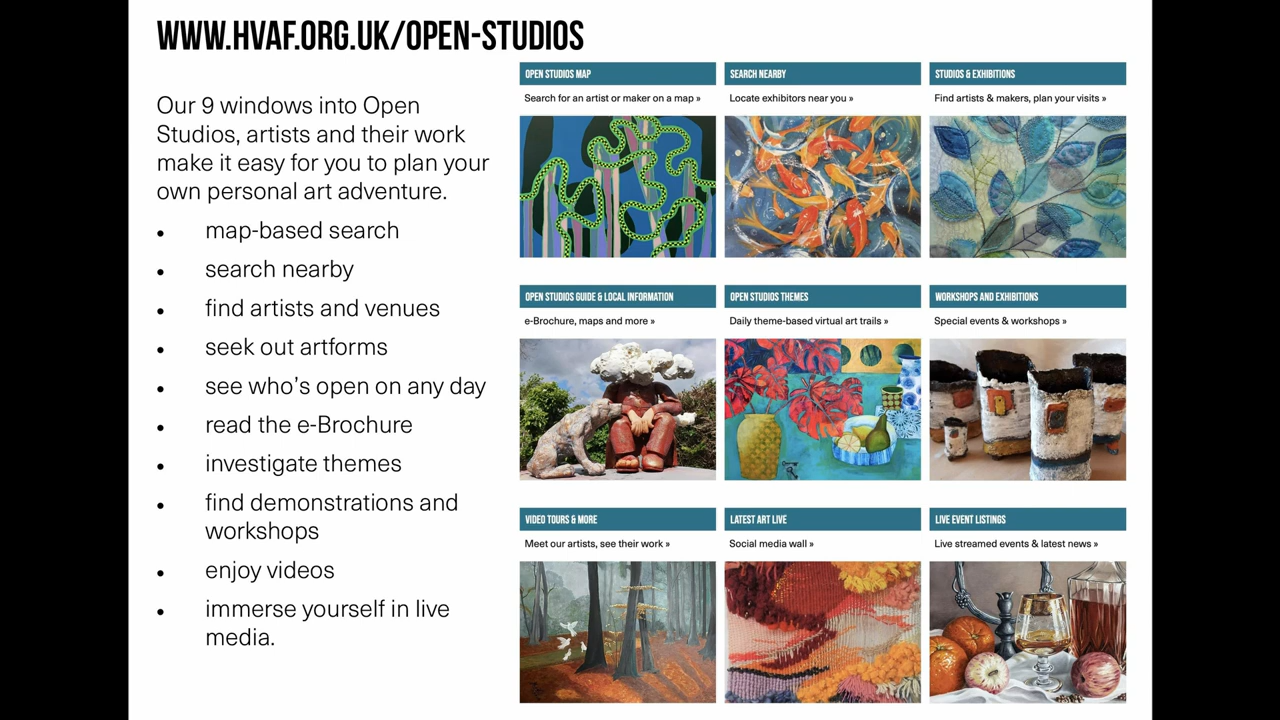 WWW.HVAF.ORG.UK/OPEN-STUDIOS
Our 9 windows into Open
Studios, artists and their work
make it easy for you to plan your
own personal art adventure.
• map-based search
• search nearby
• find artists and venues
• seek out artforms
• see who's open on any day
• read the e-Brochure
• investigate themes
• find demonstrations and
workshops
• enjoy videos
• immerse yourself in live
media.
OPEN STUDIOS MAP
Search for an artist or maker on a map »
SEARCH NEARBY
Locate exhibitors near you »
STUDIOS & EXHIBITIONS
Find artists & makers, plan your visits »
OPEN STUDIOS GUIDE & LOCAL INFORMATION
e-Brochure, maps and more »
OPEN STUDIOS THEMES
Daily theme-based virtual art trails »
WORKSHOPS AND EXHIBITIONS
Special events & workshops »
VIDEO TOURS & MORE
Meet our artists, see their work »
LATEST ART LIVE
Social media wall »
LIVE EVENT LISTINGS
Live streamed events & latest news »